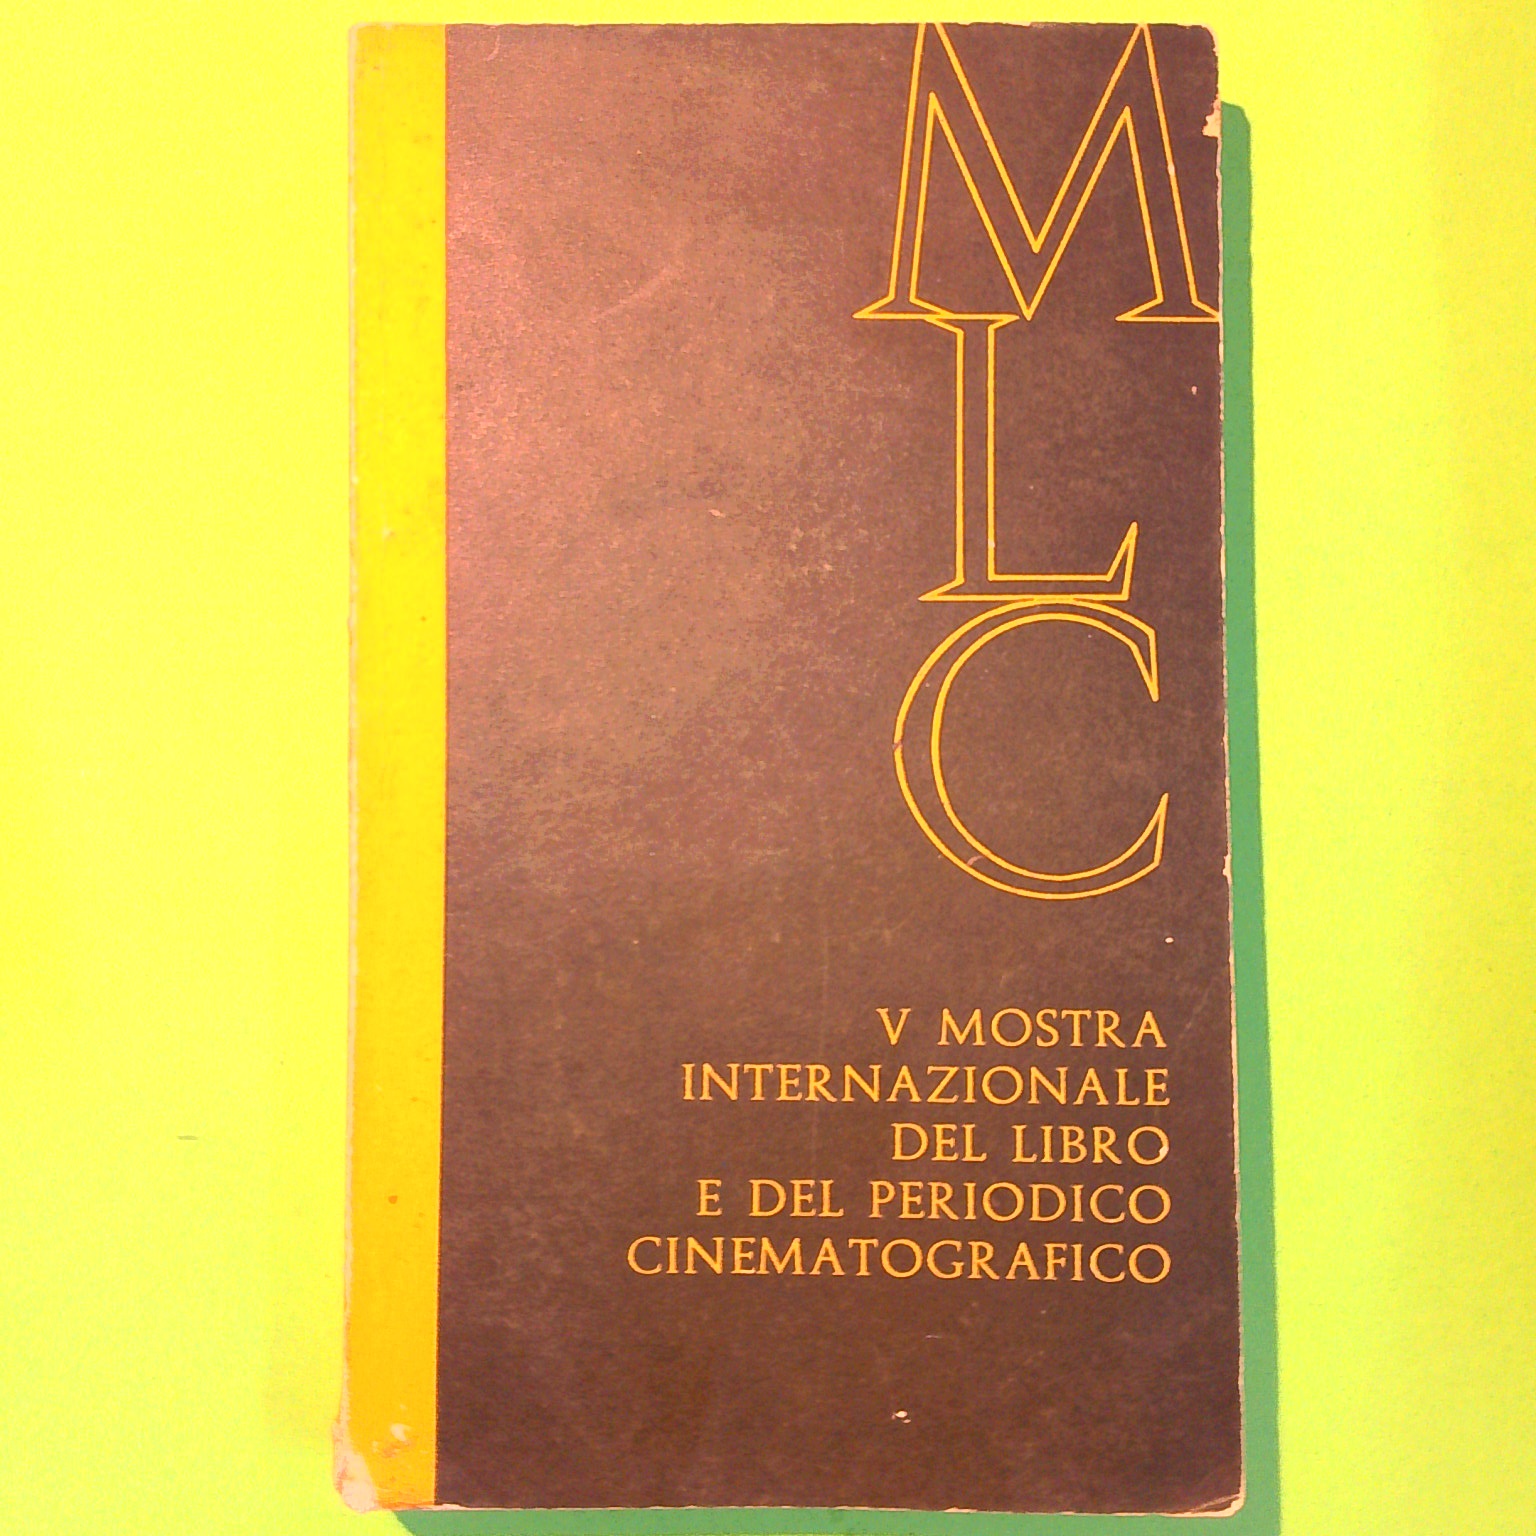 M
L
C
V MOSTRA
INTERNAZIONALE
DEL LIBRO
E DEL PERIODICO
CINEMATOGRAFICO